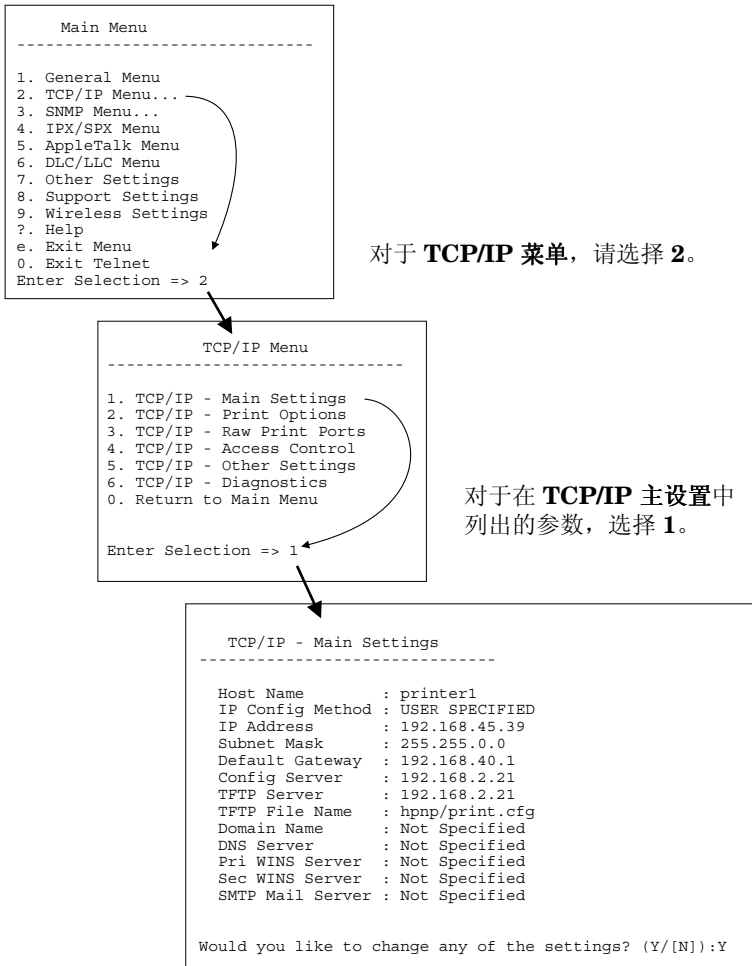 Main Menu
-------------------------------
1. General Menu
2. TCP/IP Menu...
3. SNMP Menu...
4. IPX/SPX Menu
5. AppleTalk Menu
6. DLC/LLC Menu
7. Other Settings
8. Support Settings
9. Wireless Settings
?. Help
e. Exit Menu
0. Exit Telnet
Enter Selection => 2
对于 TCP/IP 菜单，请选择 2。
TCP/IP Menu
-------------------------------
1. TCP/IP - Main Settings
2. TCP/IP - Print Options
3. TCP/IP - Raw Print Ports
4. TCP/IP - Access Control
5. TCP/IP - Other Settings
6. TCP/IP - Diagnostics
0. Return to Main Menu
Enter Selection => 1
对于在 TCP/IP 主设置中
列出的参数，选择 1。
TCP/IP - Main Settings
-------------------------------
Host Name : printer1
IP Config Method : USER SPECIFIED
IP Address : 192.168.45.39
Subnet Mask : 255.255.0.0
Default Gateway : 192.168.40.1
Config Server : 192.168.2.21
TFTP Server : 192.168.2.21
TFTP File Name : hpnp/print.cfg
Domain Name : Not Specified
DNS Server : Not Specified
Pri WINS Server : Not Specified
Sec WINS Server : Not Specified
SMTP Mail Server : Not Specified
Would you like to change any of the settings? (Y/[N]):Y